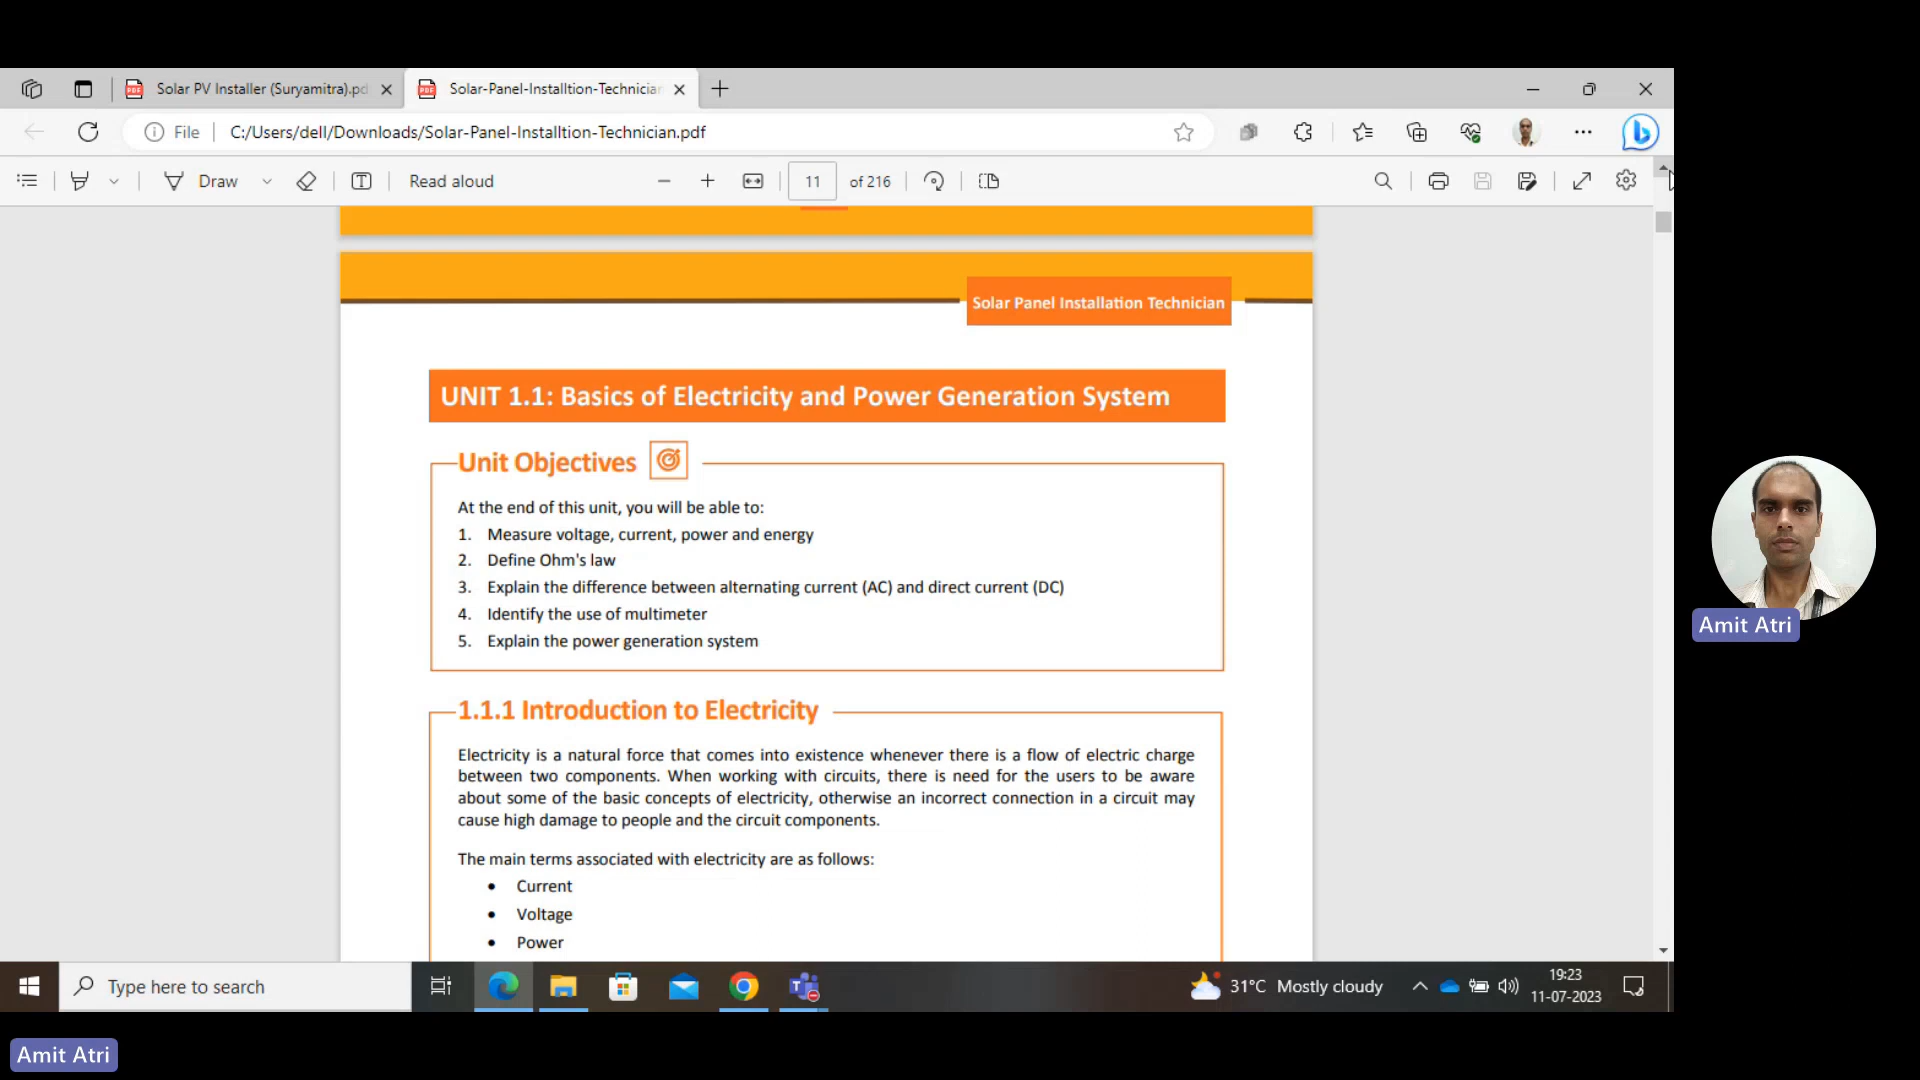 Solar PV Installer (Suryamitra).pd
Solar-Panel-Installtion-Technician
File
C:/Users/dell/Downloads/Solar-Panel-Installtion-Technician.pdf
Draw
Read aloud
11 of 216
Solar Panel Installation Technician
UNIT 1.1: Basics of Electricity and Power Generation System
Unit Objectives
At the end of this unit, you will be able to:
1. Measure voltage, current, power and energy
2. Define Ohm's law
3. Explain the difference between alternating current (AC) and direct current (DC)
4. Identify the use of multimeter
5. Explain the power generation system
1.1.1 Introduction to Electricity
Electricity is a natural force that comes into existence whenever there is a flow of electric charge
between two components. When working with circuits, there is need for the users to be aware
about some of the basic concepts of electricity, otherwise an incorrect connection in a circuit may
cause high damage to people and the circuit components.
The main terms associated with electricity are as follows:
• Current
• Voltage
• Power
Amit Atri
Type here to search
31°C Mostly cloudy
19:23
11-07-2023
Amit Atri